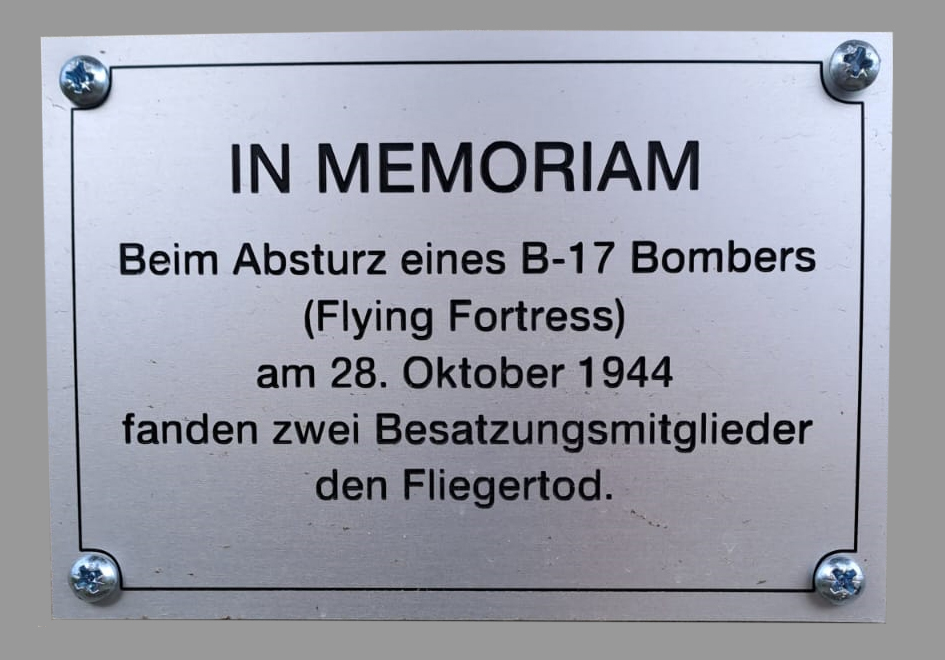 IN MEMORIAM
Beim Absturz eines B-17 Bombers
(Flying Fortress)
am 28. Oktober 1944
fanden zwei Besatzungsmitglieder
den Fliegertod.